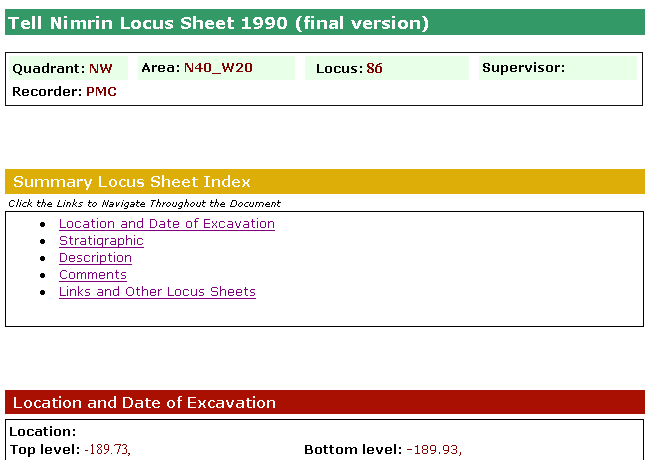 Tell Nimrin Locus Sheet 1990 (final version)
Quadrant: NW Area: N40_W20 Locus: 86 Supervisor:
Recorder: PMC
Summary Locus Sheet Index
Click the Links to Navigate Throughout the Document
Location and Date of Excavation
Stratigraphic
Description
Comments
Links and Other Locus Sheets
Location and Date of Excavation
Location:
Top level: -189.73, Bottom level: -189.93,